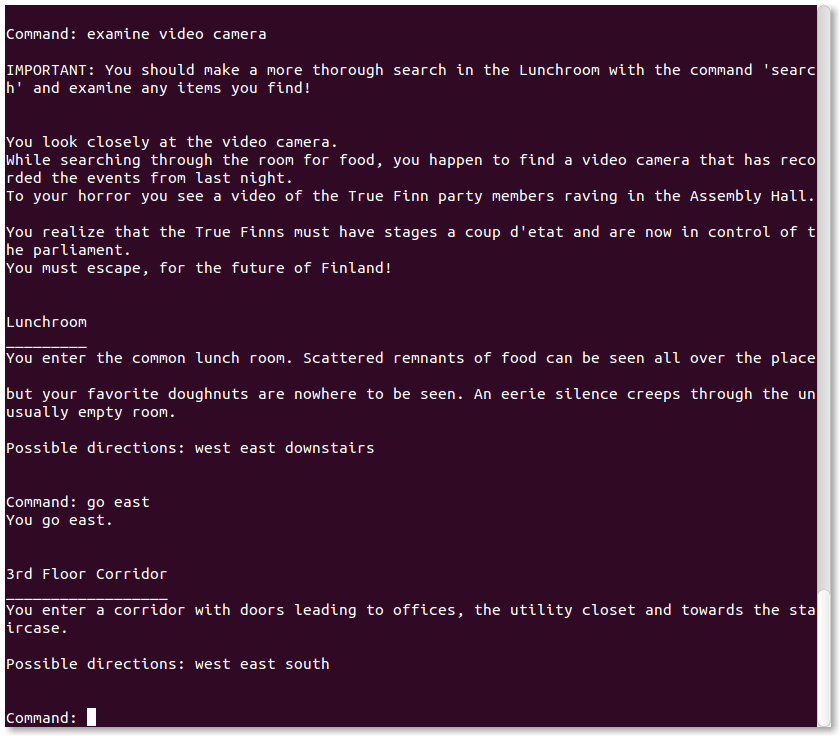 Command: examine video camera
IMPORTANT: You should make a more thorough search in the Lunchroom with the command 'searc
h' and examine any items you find!
You look closely at the video camera.
While searching through the room for food, you happen to find a video camera that has reco
rded the events from last night.
To your horror you see a video of the True Finn party members raving in the Assembly Hall.
You realize that the True Finns must have stages a coup d'etat and are now in control of t
he parliament.
You must escape, for the future of Finland!
Lunchroom
_________
You enter the common lunch room. Scattered remnants of food can be seen all over the place
but your favorite doughnuts are nowhere to be seen. An eerie silence creeps through the un
usually empty room.
Possible directions: west east downstairs
Command: go east
You go east.
3rd Floor Corridor
__________________
You enter a corridor with doors leading to offices, the utility closet and towards the sta
ircase.
Possible directions: west east south
Command: